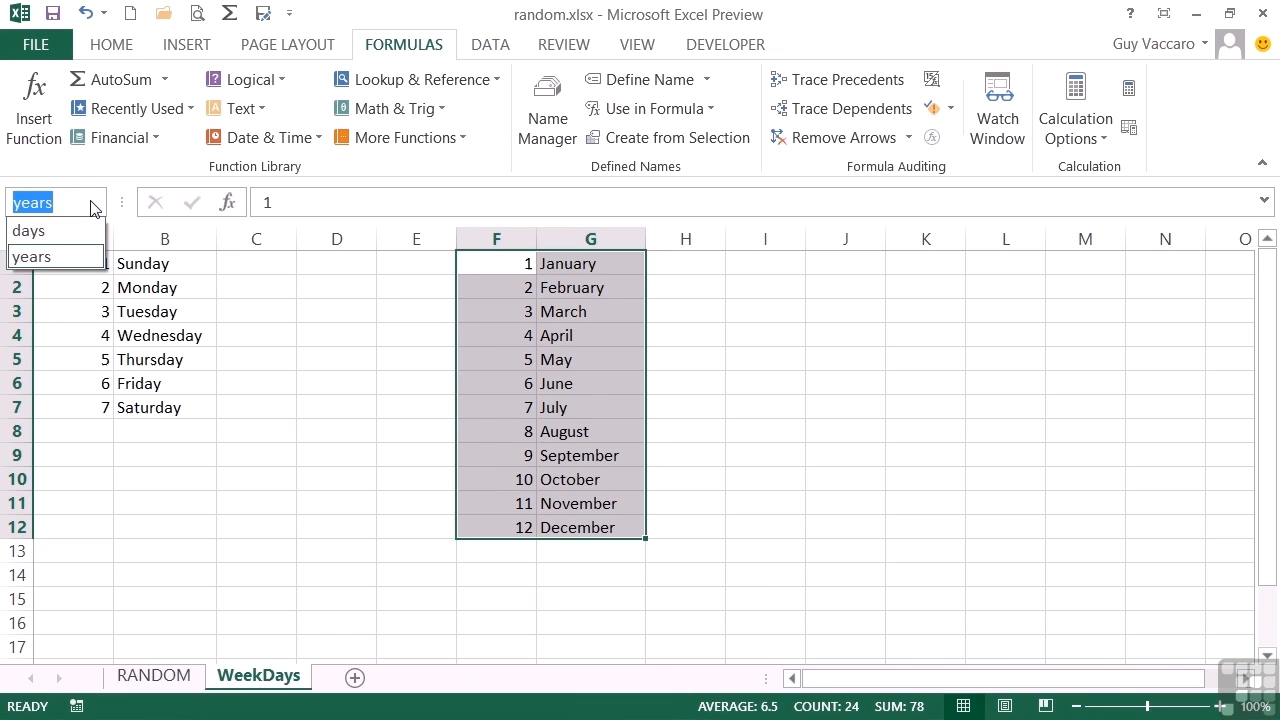 random.xlsx - Microsoft Excel Preview
?
FILE HOME INSERT PAGE LAYOUT FORMULAS DATA REVIEW VIEW DEVELOPER Guy Vaccaro
fx Σ AutoSum Logical Lookup & Reference Define Name Trace Precedents
Insert Function Recently Used Text Math & Trig Name Manager Use in Formula Trace Dependents Watch Window Calculation Options
Financial Date & Time More Functions Create from Selection Remove Arrows
Function Library Defined Names Formula Auditing Calculation
years fx 1
days
years
B C D E F G H I J K L M N O
1 Sunday 1 January
2 2 Monday 2 February
3 3 Tuesday 3 March
4 4 Wednesday 4 April
5 5 Thursday 5 May
6 6 Friday 6 June
7 7 Saturday 7 July
8 8 August
9 9 September
10 10 October
11 11 November
12 12 December
13
14
15
16
17
RANDOM WeekDays
READY AVERAGE: 6.5 COUNT: 24 SUM: 78 100%